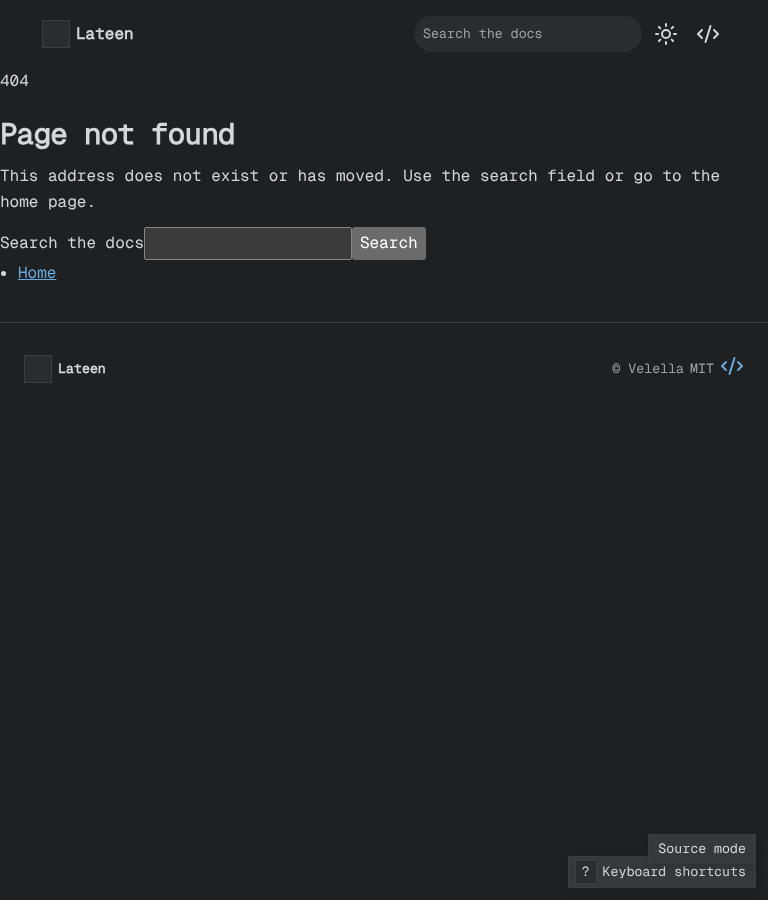 Lateen
Search the docs
404
Page not found
This address does not exist or has moved. Use the search field or go to the
home page.
Search the docs
Search
Home
Lateen
© Velella MIT
Source mode
? Keyboard shortcuts